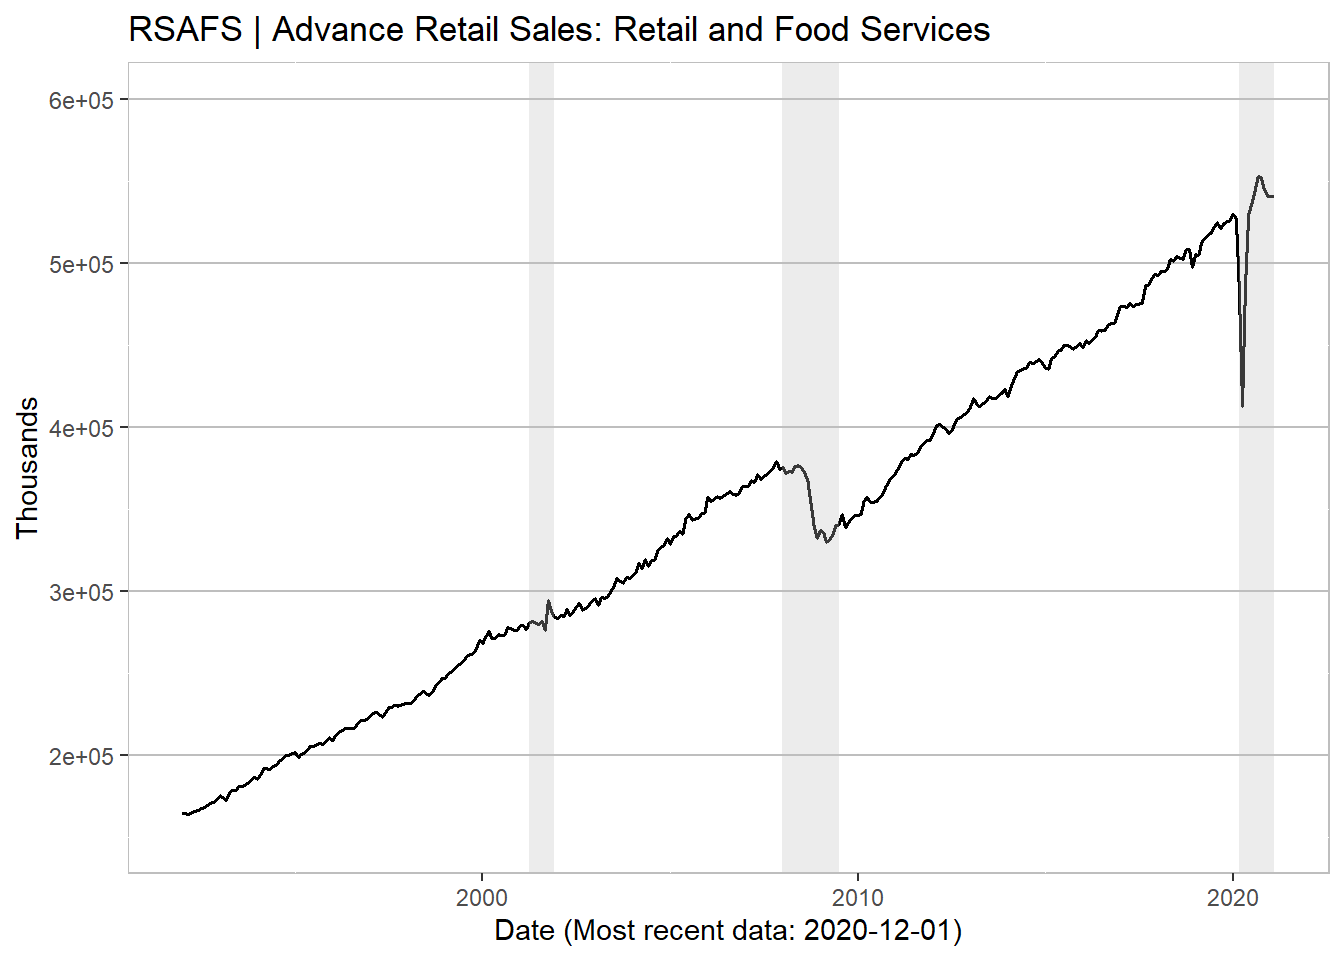 RSAFS | Advance Retail Sales: Retail and Food Services
6e+05
5e+05
4e+05
3e+05
2e+05
Thousands
2000
2010
2020
Date (Most recent data: 2020-12-01)